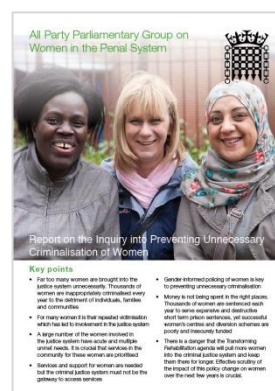 All Party Parliamentary Group on
Women in the Penal System
Report on the Inquiry into Preventing Unnecessary
Criminalisation of Women
Key points
• Far too many women are brought into the
justice system unnecessarily. Thousands of
women are inappropriately criminalised every
year to the detriment of individuals, families
and communities
• For many women it is their repeated victimisation
which has led to involvement in the justice system
• A large number of the women involved in
the justice system have acute and multiple
unmet needs. It is crucial that services in the
community for these women are prioritised
• Services and support for women are needed
but the criminal justice system must not be the
gateway to access services
• Gender-informed policing of women is key
to preventing unnecessary criminalisation
• Money is not being spent in the right places.
Thousands of women are sentenced each
year to serve expensive and destructive
short term prison sentences, yet successful
women's centres and diversion schemes are
poorly and insecurely funded
• There is a danger that the Transforming
Rehabilitation agenda will pull more women
into the criminal justice system and keep
them there for longer. Effective scrutiny of
the impact of this policy change on women
over the next few years is crucial.